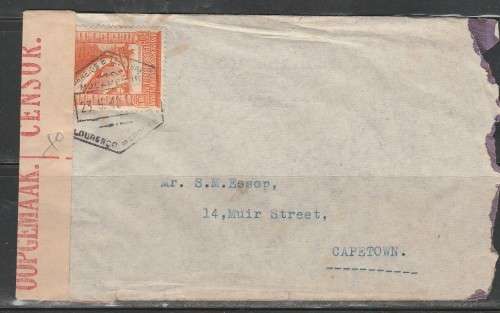 OOPGEMAAK. CENSOR.
LOURENÇO
Mr. S.M.Essop,
14,Muir Street,
CAPETOWN.